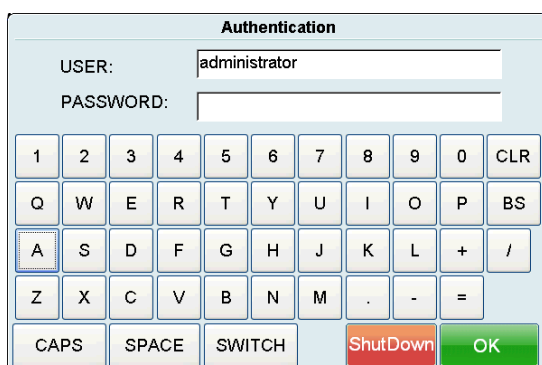 Authentication
USER: administrator
PASSWORD:
1 2 3 4 5 6 7 8 9 0 CLR
Q W E R T Y U I O P BS
A S D F G H J K L + /
Z X C V B N M . - =
CAPS SPACE SWITCH ShutDown OK